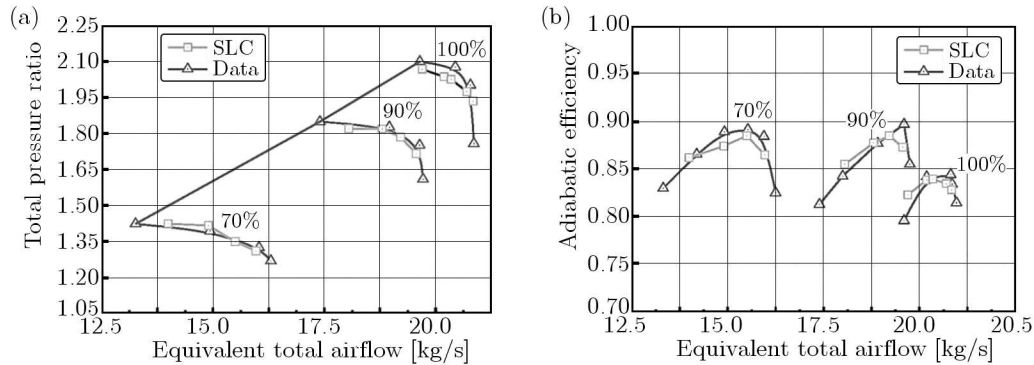 (a)
Total pressure ratio
2.25
2.10
1.95
1.80
1.65
1.50
1.35
1.20
1.05
SLC
Data
100%
90%
70%
12.5 15.0 17.5 20.0
Equivalent total airflow [kg/s]
(b)
Adiabatic efficiency
1.00
0.95
0.90
0.85
0.80
0.75
0.70
SLC
Data
70%
90%
100%
12.5 15.0 17.5 20.0 20.5
Equivalent total airflow [kg/s]